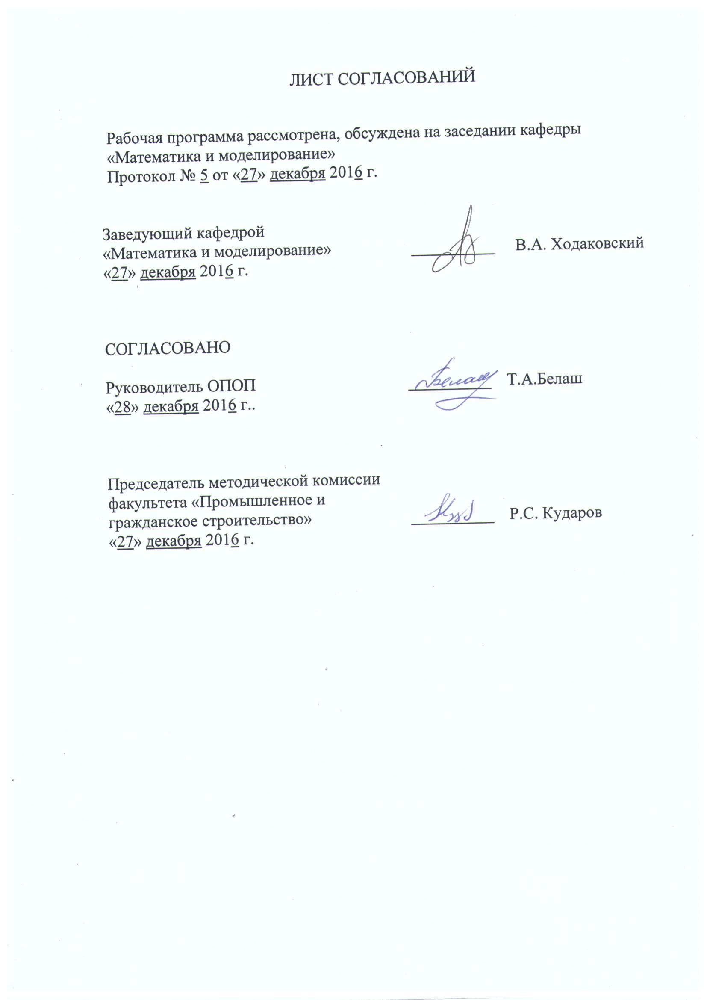 ЛИСТ СОГЛАСОВАНИЙ
Рабочая программа рассмотрена, обсуждена на заседании кафедры
«Математика и моделирование»
Протокол № 5 от «27» декабря 2016 г.
Заведующий кафедрой
«Математика и моделирование» В.А. Ходаковский
«27» декабря 2016 г.
СОГЛАСОВАНО
Руководитель ОПОП Белаш Т.А.Белаш
«28» декабря 2016 г..
Председатель методической комиссии
факультета «Промышленное и
гражданское строительство» Р.С. Кударов
«27» декабря 2016 г.